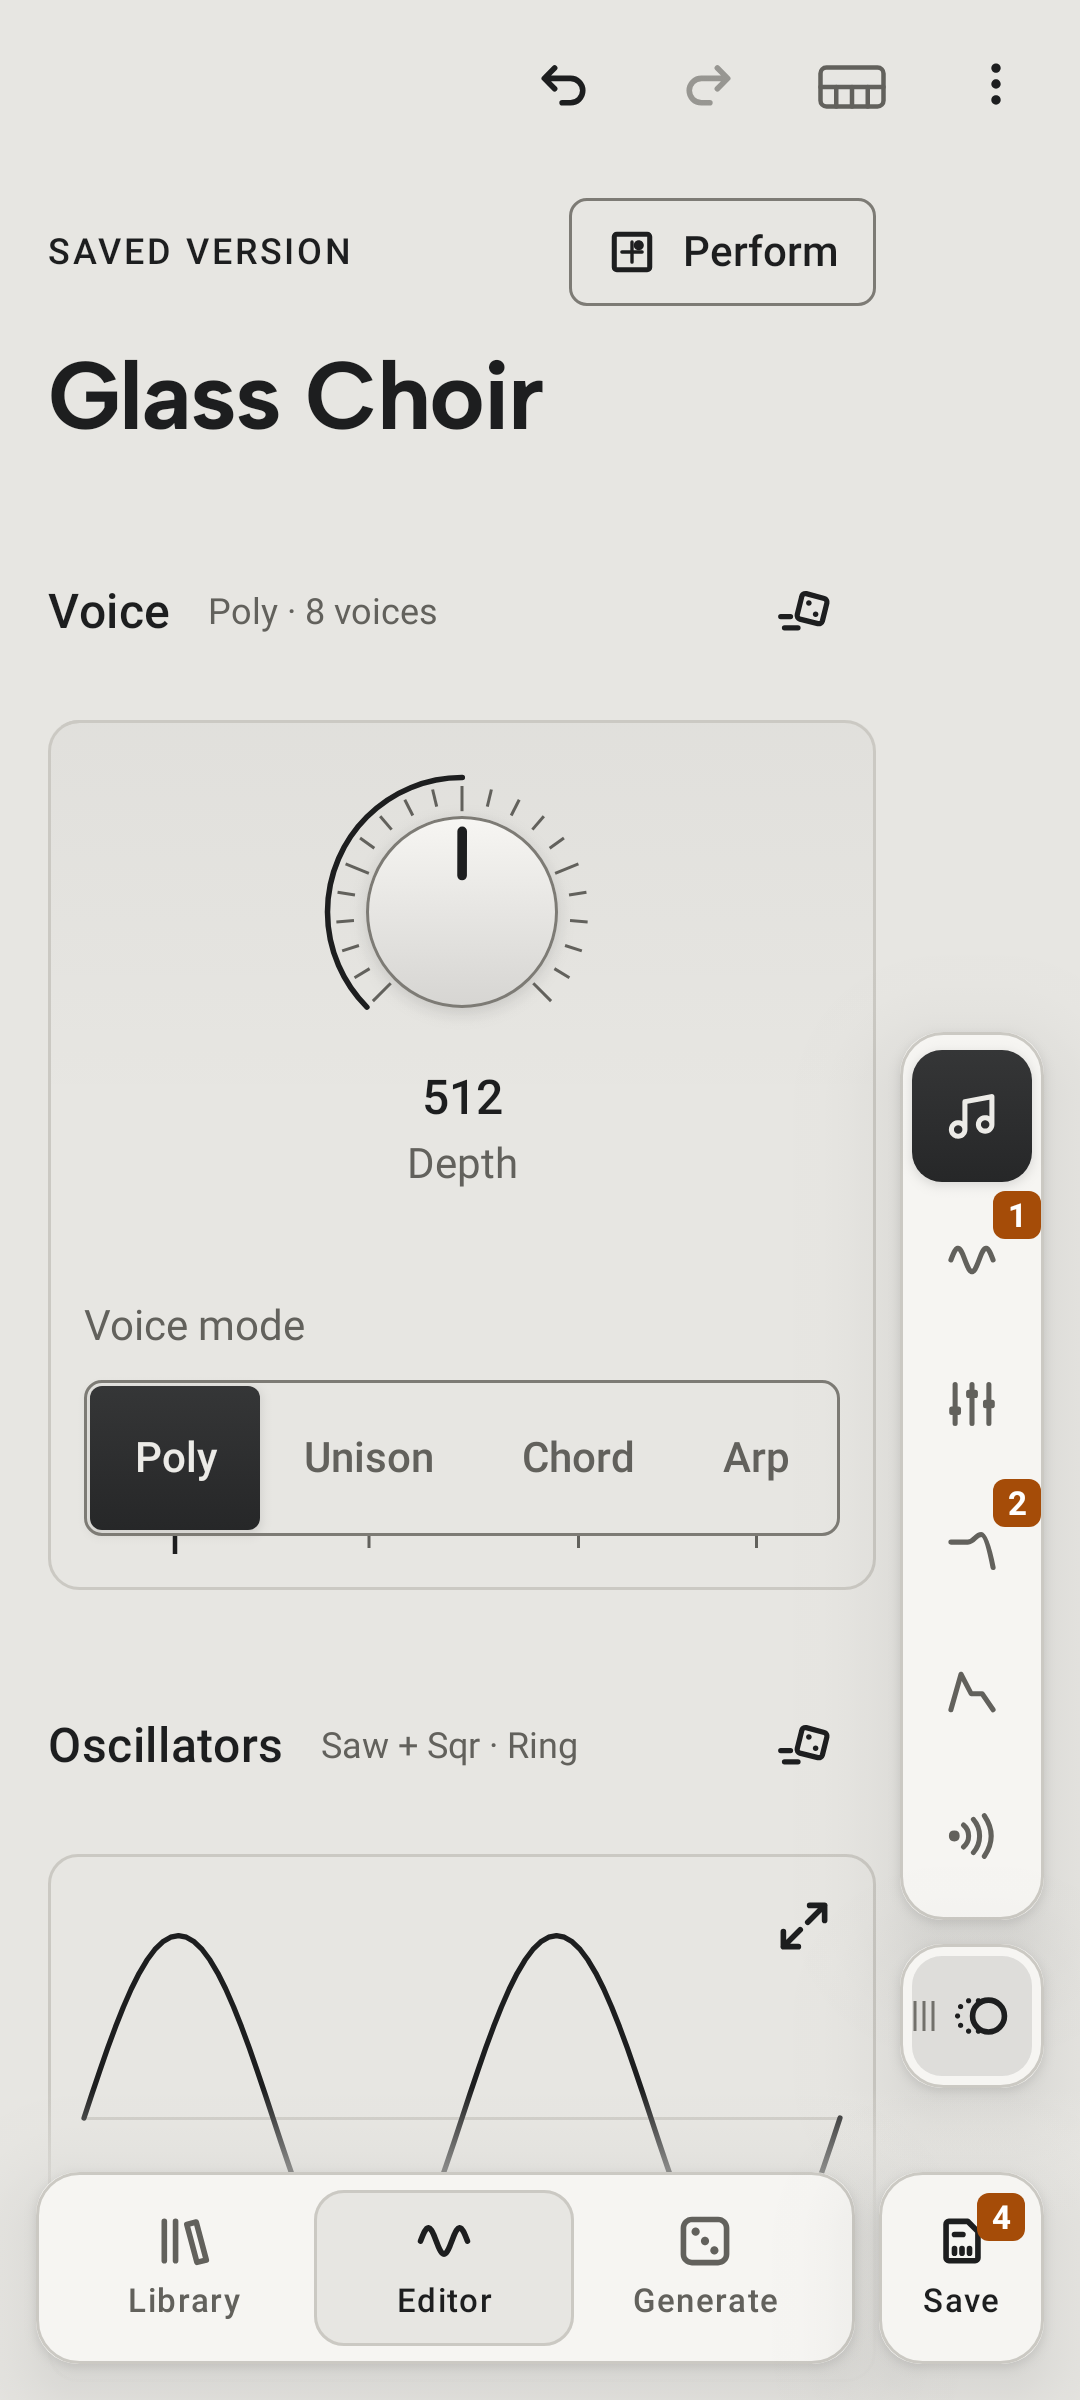 SAVED VERSION
Perform
Glass Choir
Voice
Poly · 8 voices
512
Depth
Voice mode
Poly
Unison
Chord
Arp
1
2
Oscillators
Saw + Sqr · Ring
Library
Editor
Generate
4
Save